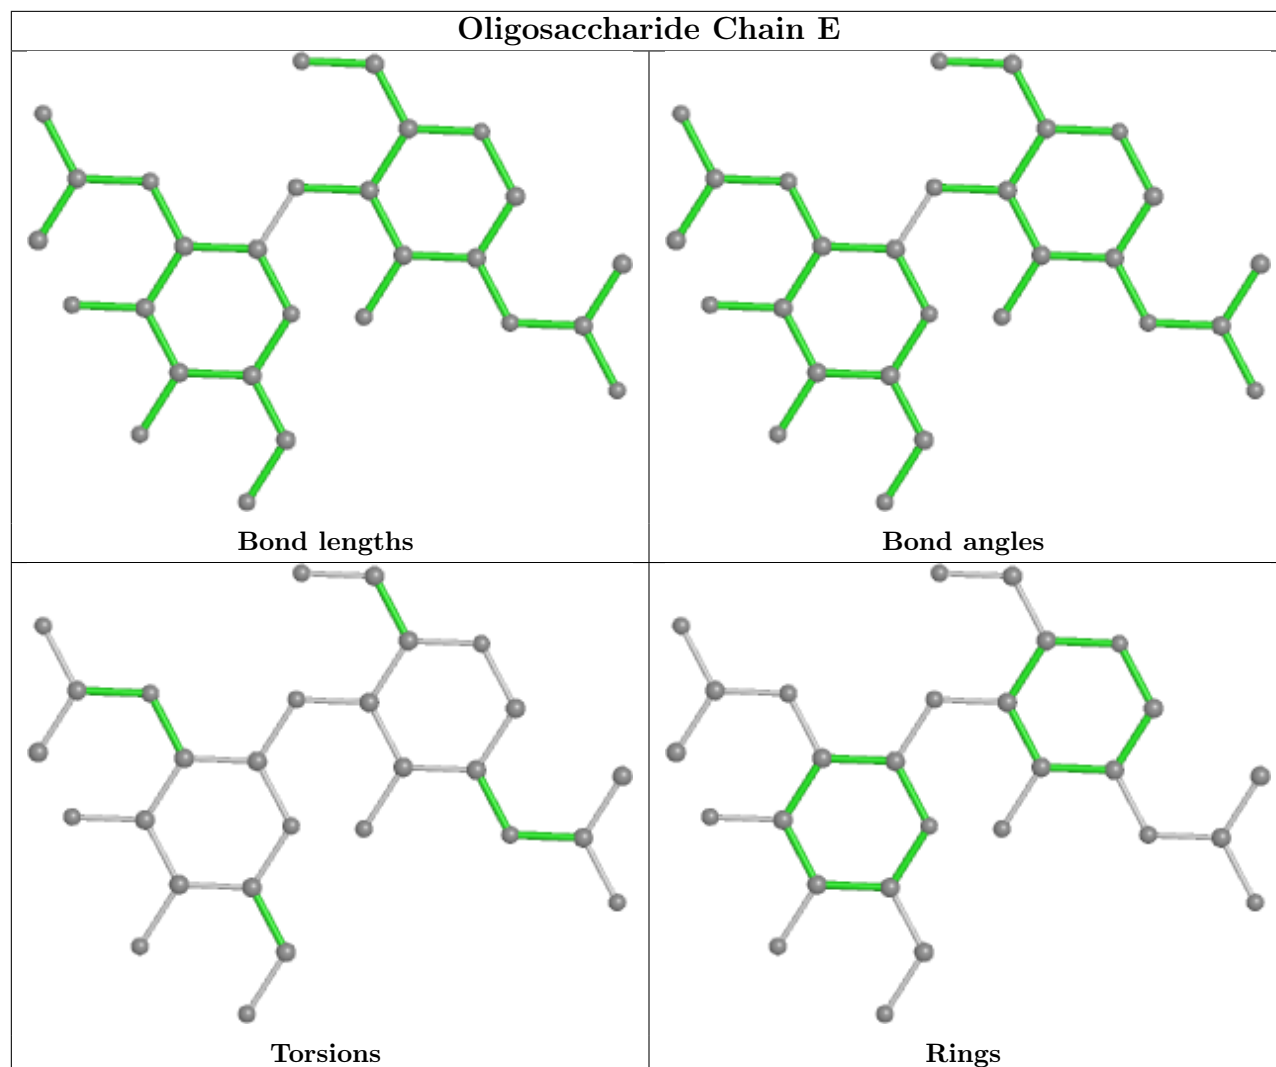 Oligosaccharide Chain E
Bond lengths
Bond angles
Torsions
Rings